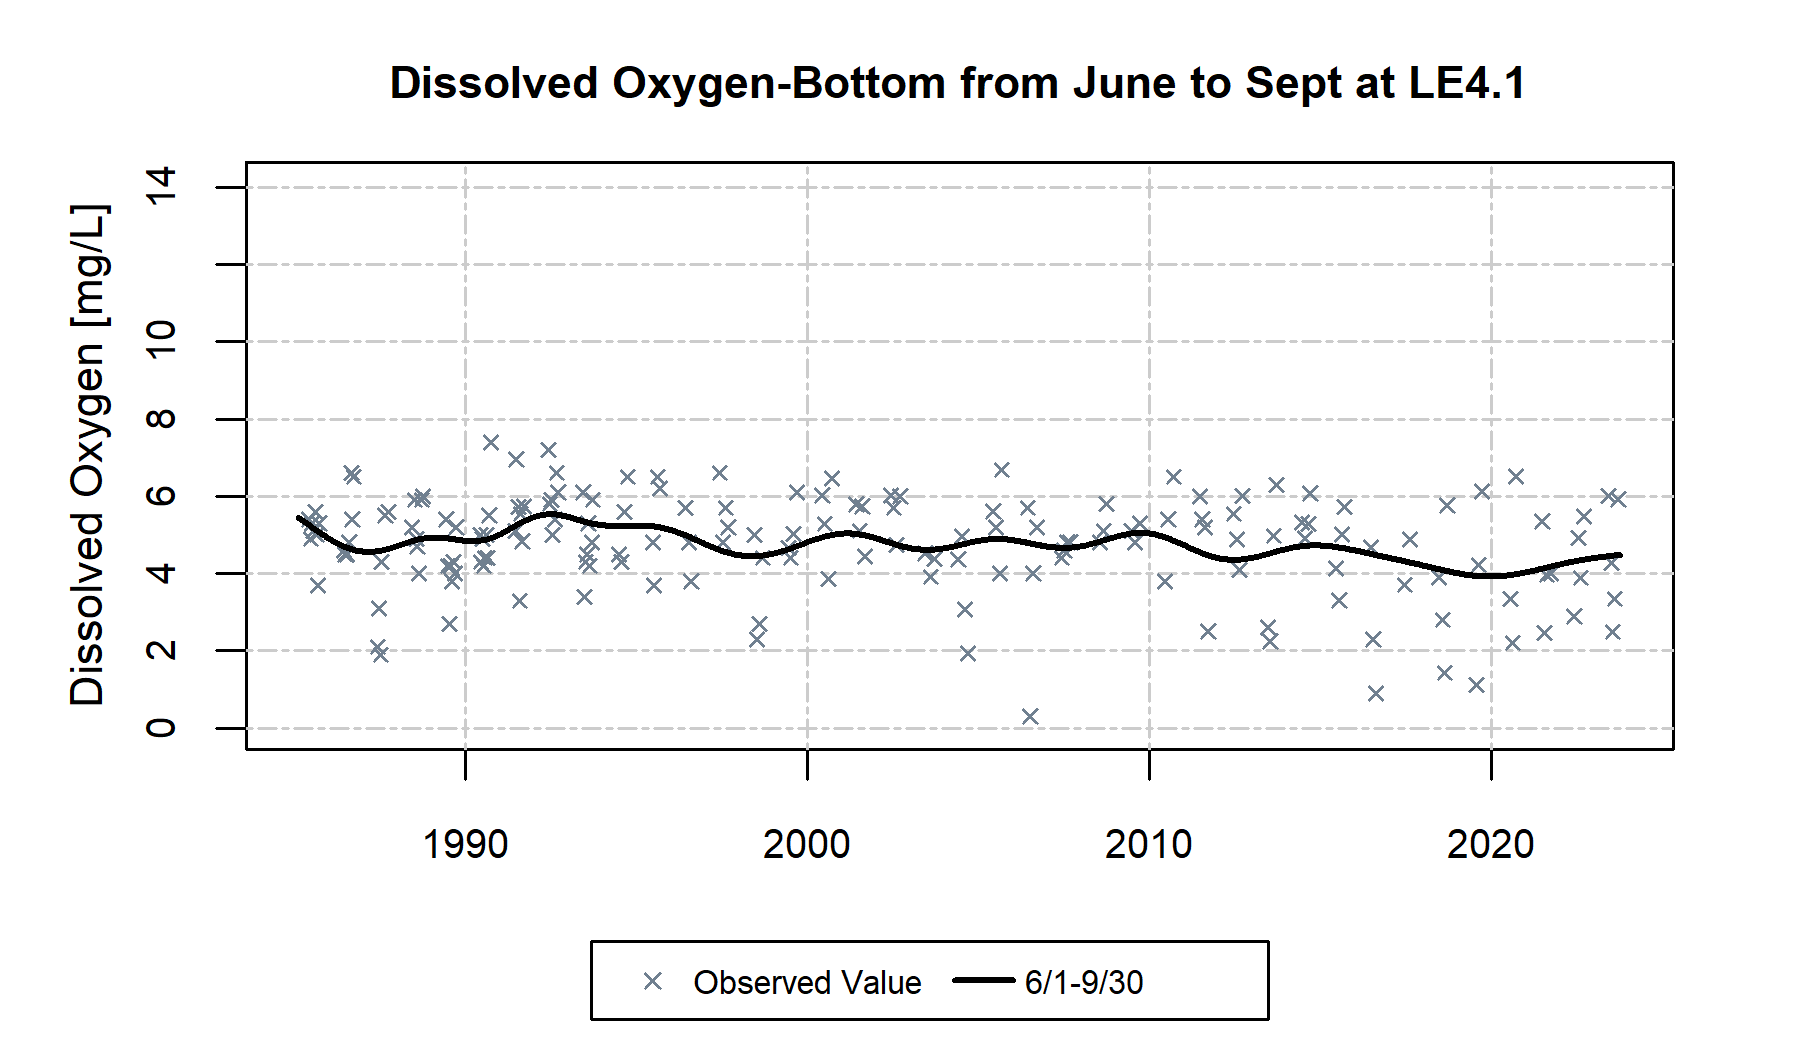 Dissolved Oxygen-Bottom from June to Sept at LE4.1
Dissolved Oxygen [mg/L]
14
10
8
6
4
2
0
1990 2000 2010 2020
Observed Value 6/1-9/30